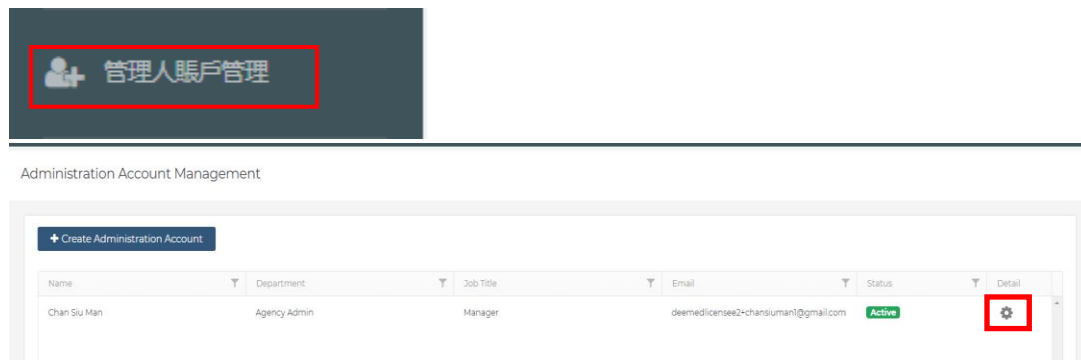 管理人賬戶管理
Administration Account Management
+ Create Administration Account
Name Department Job Title Email Status Detail
Chan Siu Man Agency Admin Manager deemedlicensee2+chansiuman1@gmail.com Active